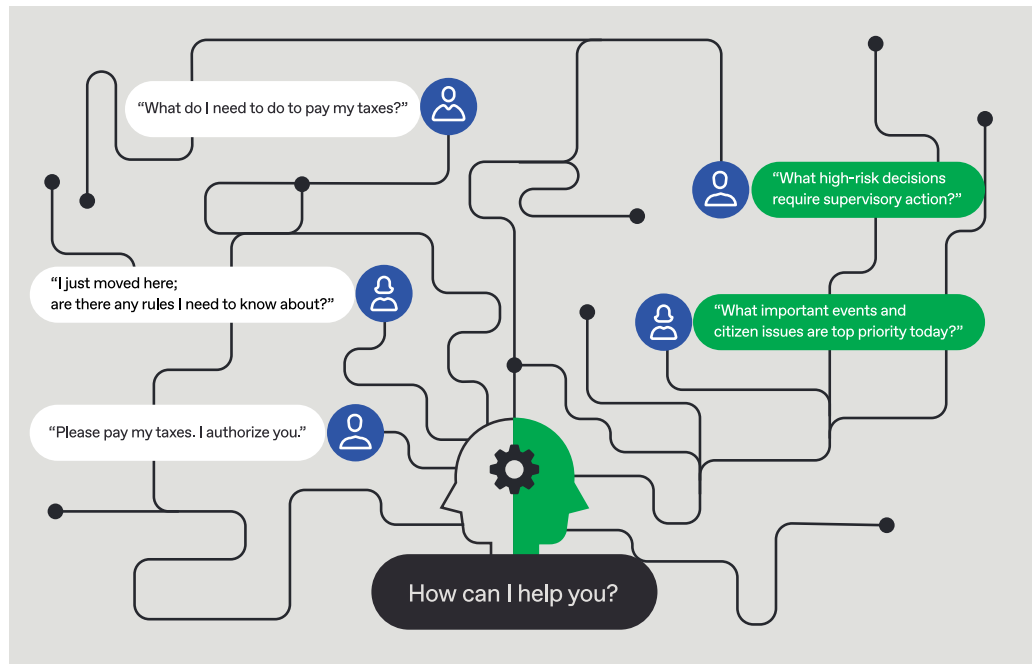 “What do I need to do to pay my taxes?”
“What high-risk decisions
require supervisory action?”
“I just moved here;
are there any rules I need to know about?”
“What important events and
citizen issues are top priority today?”
“Please pay my taxes. I authorize you.”
How can I help you?